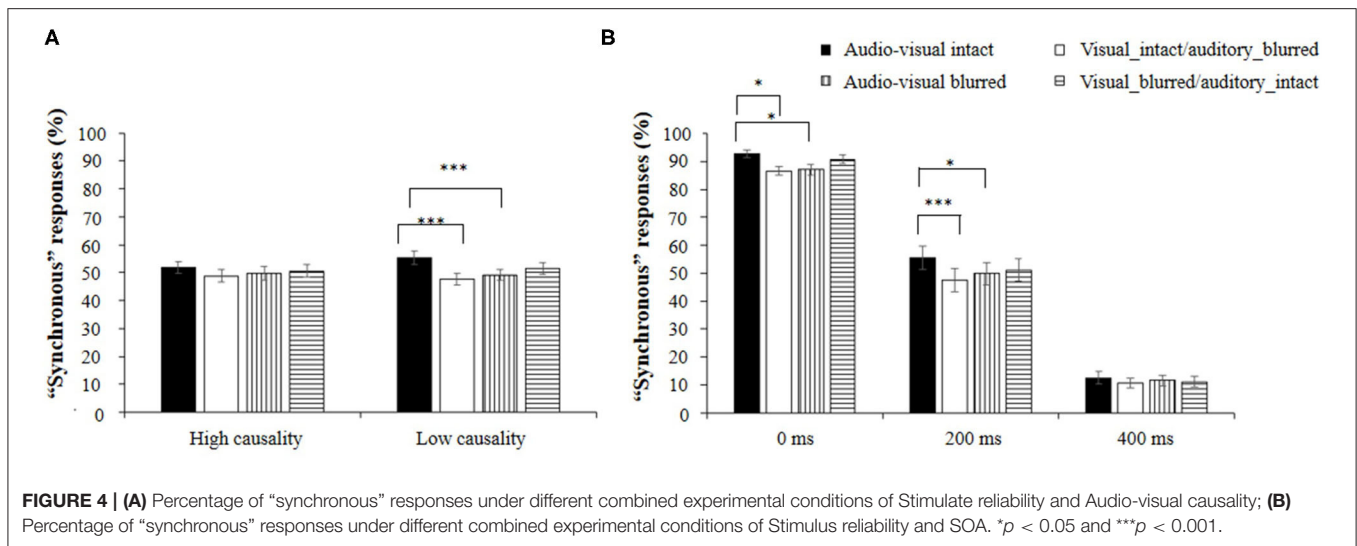 A
B
Audio-visual intact
Visual_intact/auditory_blurred
Audio-visual blurred
Visual_blurred/auditory_intact
“Synchronous” responses (%)
100
90
80
70
60
50
40
30
20
10
0
***
***
High causality
Low causality
“Synchronous” responses (%)
100
90
80
70
60
50
40
30
20
10
0
*
*
*
***
0 ms
200 ms
400 ms
FIGURE 4 | (A) Percentage of “synchronous” responses under different combined experimental conditions of Stimulate reliability and Audio-visual causality; (B)
Percentage of “synchronous” responses under different combined experimental conditions of Stimulus reliability and SOA. *p < 0.05 and ***p < 0.001.